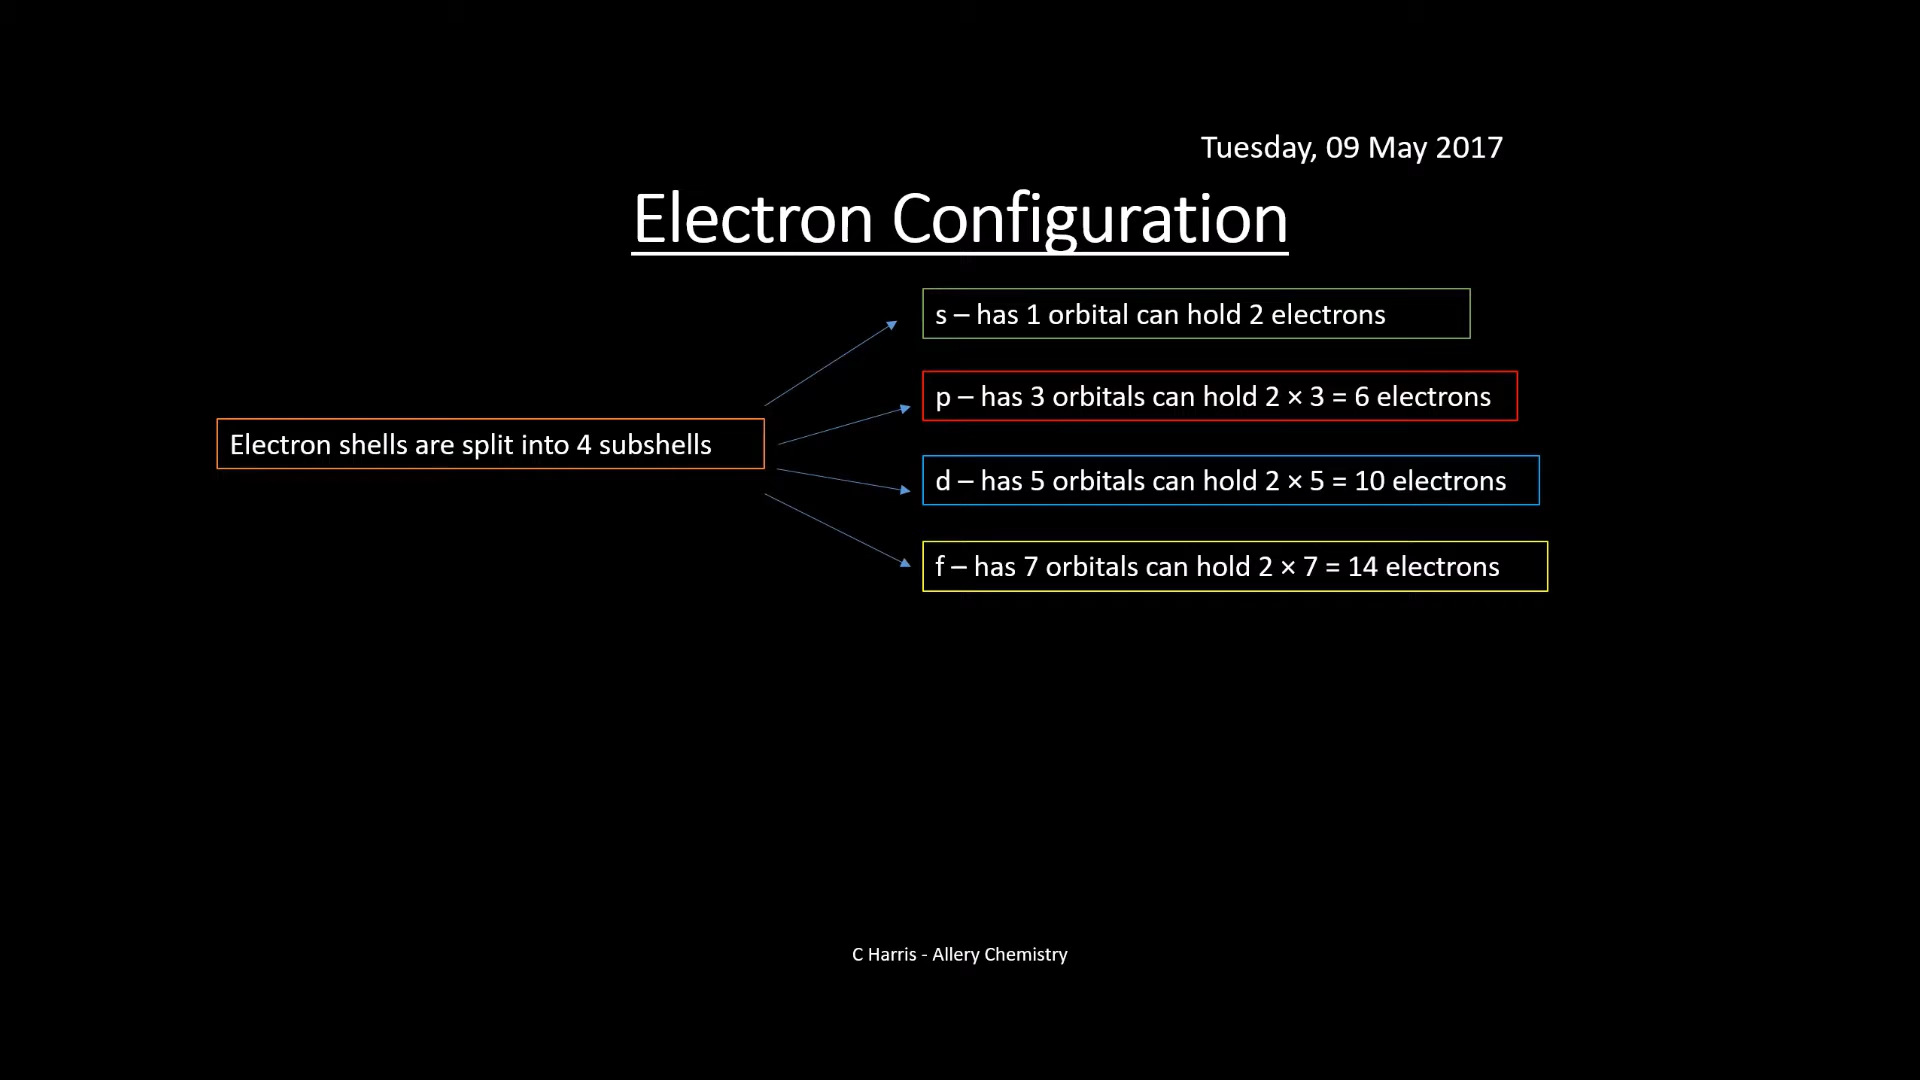 Tuesday, 09 May 2017
Electron Configuration
s – has 1 orbital can hold 2 electrons
p – has 3 orbitals can hold 2 × 3 = 6 electrons
Electron shells are split into 4 subshells
d – has 5 orbitals can hold 2 × 5 = 10 electrons
f – has 7 orbitals can hold 2 × 7 = 14 electrons
C Harris - Allery Chemistry